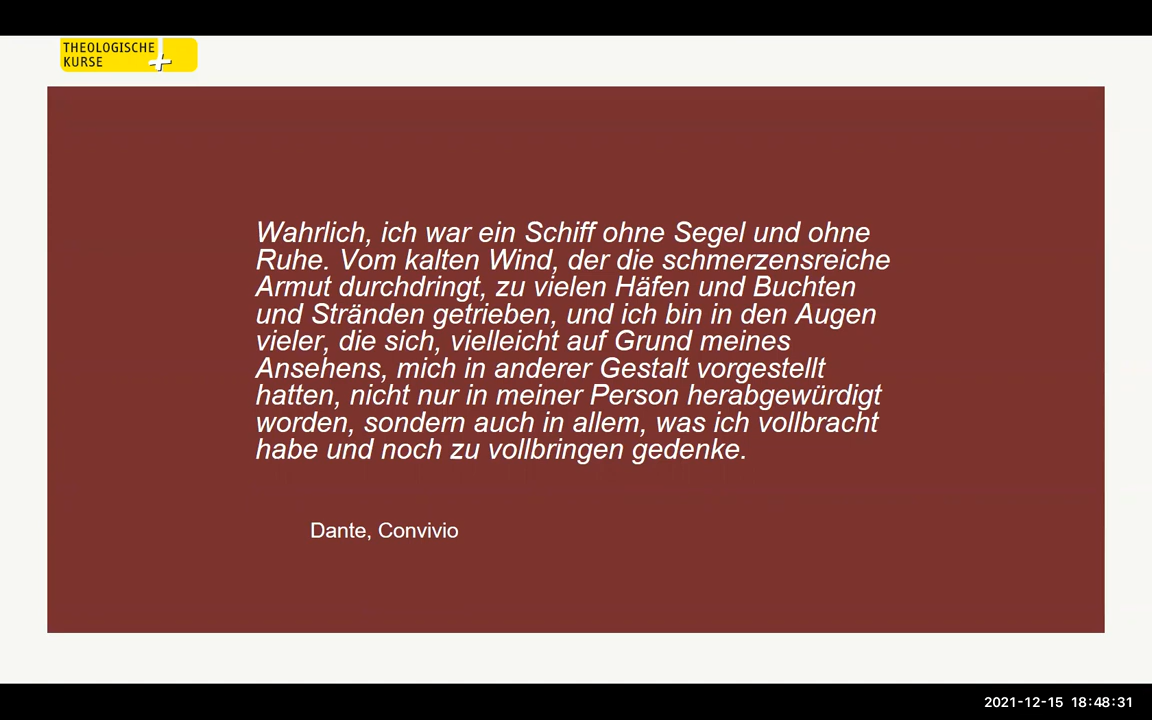 THEOLOGISCHE
KURSE
Wahrlich, ich war ein Schiff ohne Segel und ohne
Ruhe. Vom kalten Wind, der die schmerzensreiche
Armut durchdringt, zu vielen Häfen und Buchten
und Stränden getrieben, und ich bin in den Augen
vieler, die sich, vielleicht auf Grund meines
Ansehens, mich in anderer Gestalt vorgestellt
hatten, nicht nur in meiner Person herabgewürdigt
worden, sondern auch in allem, was ich vollbracht
habe und noch zu vollbringen gedenke.
Dante, Convivio
2021-12-15 18:48:31